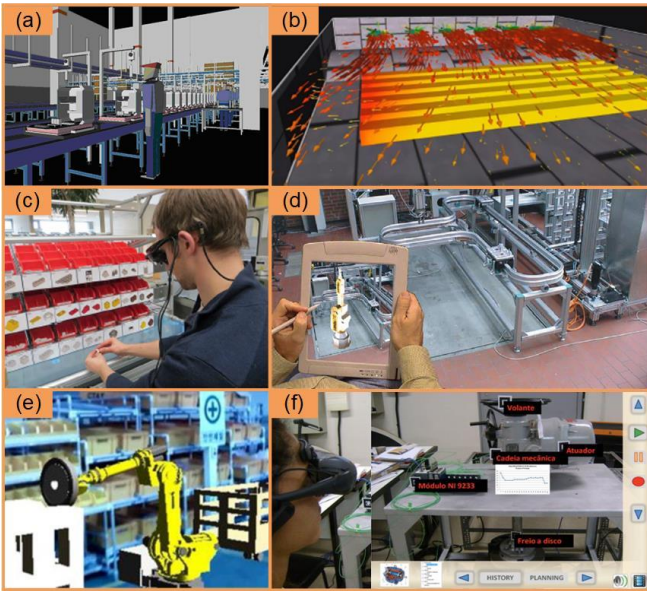 (a)
(b)
(c)
(d)
(e)
(f)
Volante
Atuador
Cadeia mecânica
Módulo NI 9233
Freio a disco
HISTORY
PLANNING